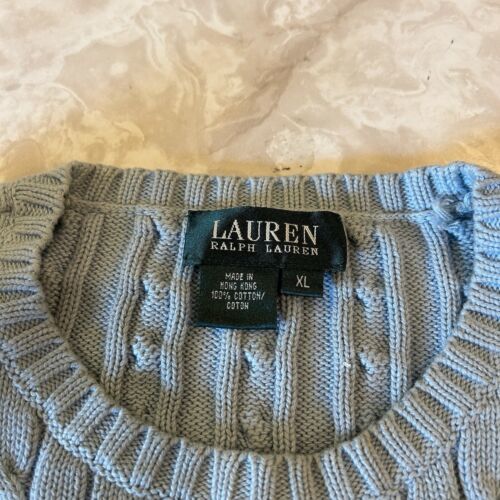 LAUREN
RALPH LAUREN
MADE IN
HONG KONG
100% COTTON/
COTON
XL